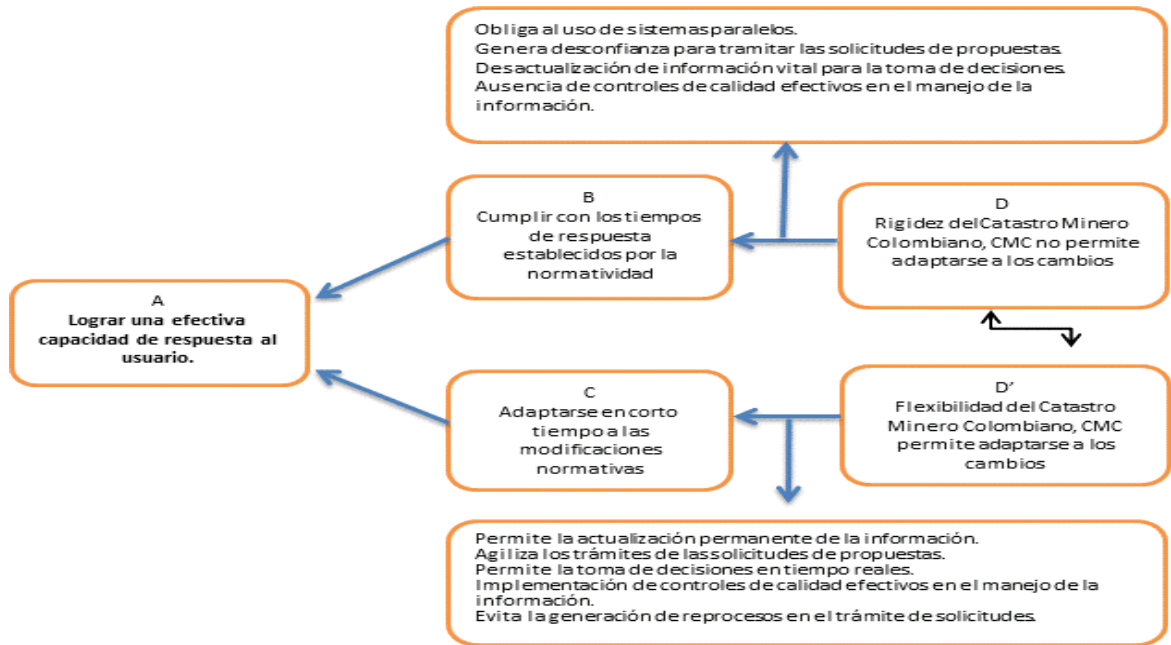 Obliga al uso de sistemas paralelos.
Genera desconfianza para tramitar las solicitudes de propuestas.
Desactualización de información vital para la toma de decisiones.
Ausencia de controles de calidad efectivos en el manejo de la
información.
B
Cumplir con los tiempos
de respuesta
establecidos por la
normatividad
D
Rigidez del Catastro Minero
Colombiano, CMC no permite
adaptarse a los cambios
A
Lograr una efectiva
capacidad de respuesta al
usuario.
C
Adaptarse en corto
tiempo a las
modificaciones
normativas
D’
Flexibilidad del Catastro
Minero Colombiano, CMC
permite adaptarse a los
cambios
Permite la actualización permanente de la información.
Agiliza los trámites de las solicitudes de propuestas.
Permite la toma de decisiones en tiempo reales.
Implementación de controles de calidad efectivos en el manejo de la
información.
Evita la generación de reprocesos en el trámite de solicitudes.